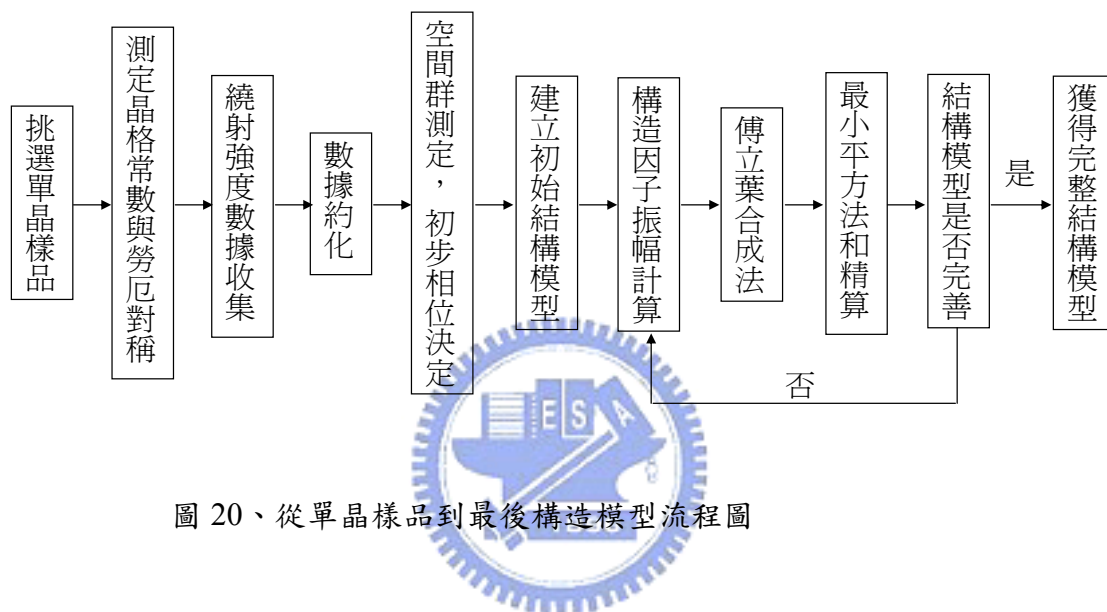 挑選單晶樣品
測定晶格常數與勞厄對稱
繞射強度數據收集
數據約化
空間群測定，初步相位決定
建立初始結構模型
構造因子振幅計算
傅立葉合成法
最小平方法和精算
結構模型是否完善
是
獲得完整結構模型
否
E S A
圖 20、從單晶樣品到最後構造模型流程圖